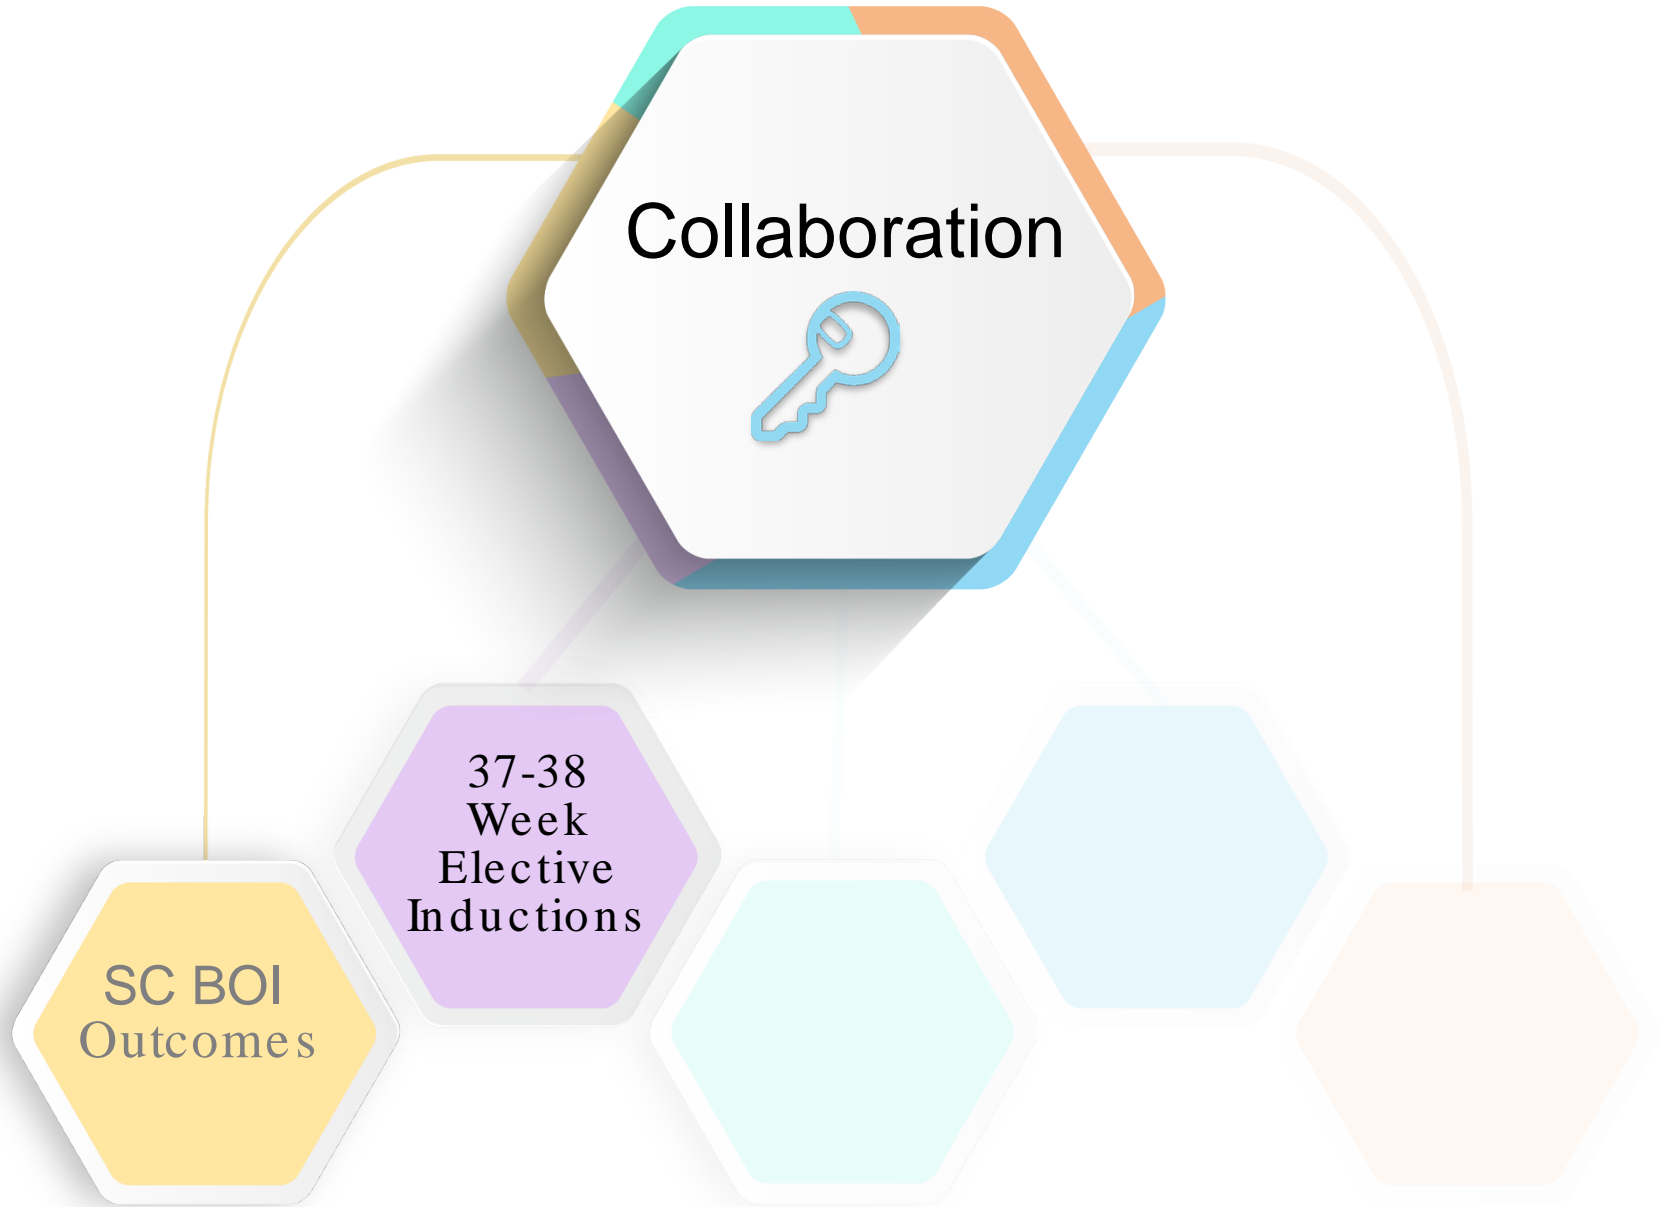 Collaboration
37-38
Week
Elective
Inductions
SC BOI
Outcomes